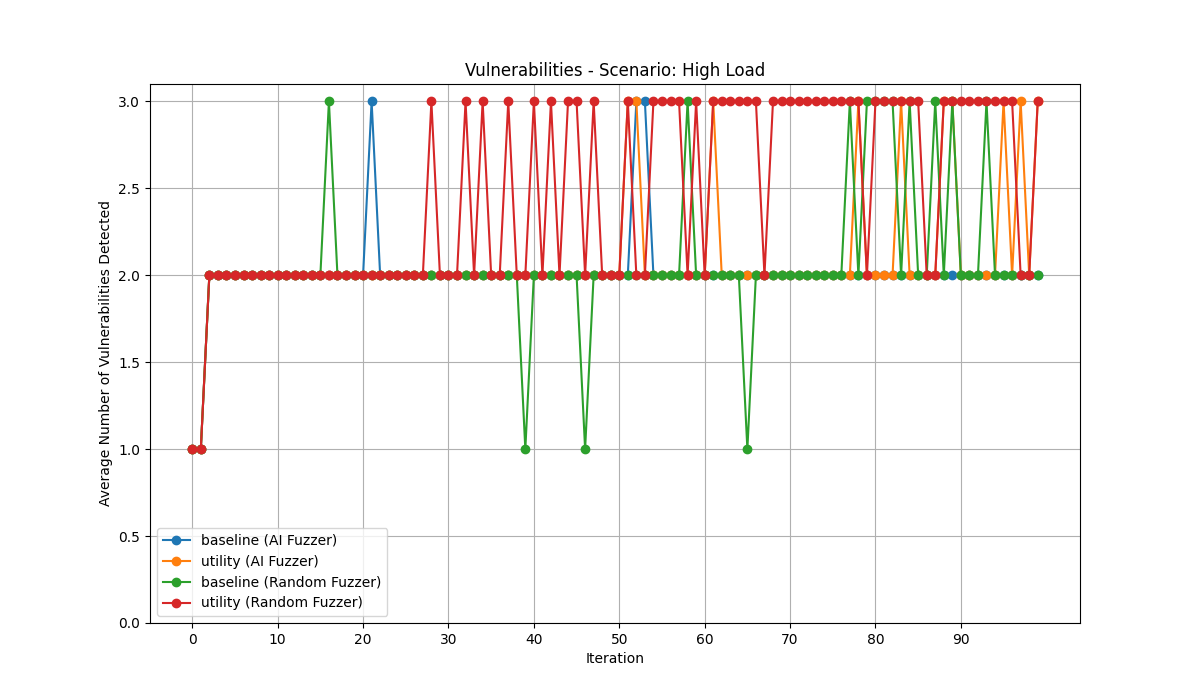 Vulnerabilities - Scenario: High Load
3.0
2.5
2.0
1.5
1.0
0.5
0.0
Average Number of Vulnerabilities Detected
baseline (AI Fuzzer)
utility (AI Fuzzer)
baseline (Random Fuzzer)
utility (Random Fuzzer)
0 10 20 30 40 50 60 70 80 90
Iteration